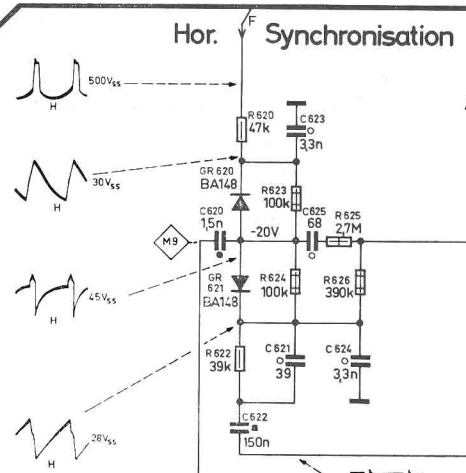 F
Hor. Synchronisation
500Vss
H
R620
47k
C623
3,3n
30Vss
H
GR620
BA148
R623
100k
C620
1,5n
C625
68
R625
2,7M
M9
-20V
45Vss
H
GR
621
BA148
R624
100k
R626
390k
R622
39k
C621
39
C624
3,3n
28Vss
H
C622
a
150n